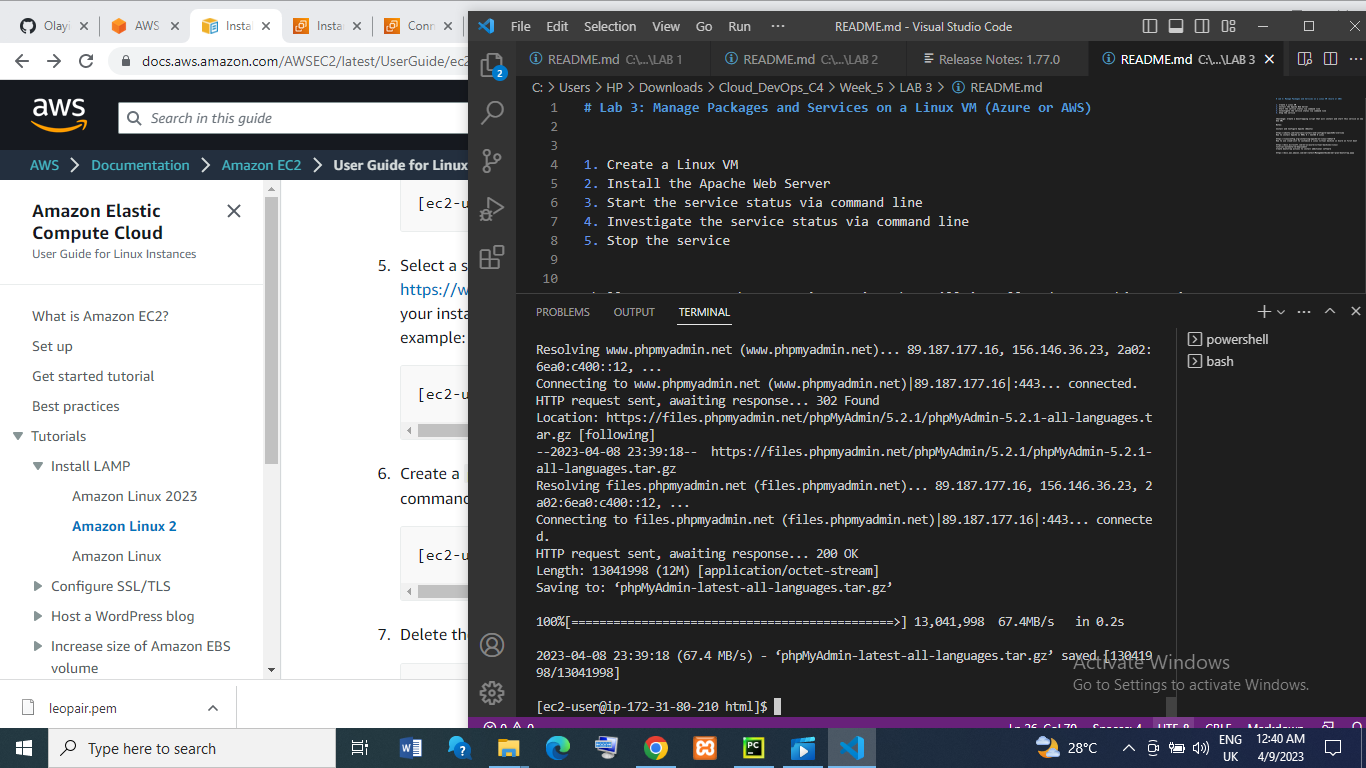 Olayi
AWS
Instal
Instan
Conn
docs.aws.amazon.com/AWSEC2/latest/UserGuide/ec2
aws
Search in this guide
AWS > Documentation > Amazon EC2 > User Guide for Linux
Amazon Elastic
Compute Cloud
User Guide for Linux Instances
What is Amazon EC2?
Set up
Get started tutorial
Best practices
Tutorials
Install LAMP
Amazon Linux 2023
Amazon Linux 2
Amazon Linux
Configure SSL/TLS
Host a WordPress blog
Increase size of Amazon EBS
volume
[ec2-u
5. Select a s
https://w
your insta
example:
[ec2-u
6. Create a
command
[ec2-u
7. Delete the
leopair.pem
File Edit Selection View Go Run ··· README.md - Visual Studio Code
README.md C:\...\LAB 1
README.md C:\...\LAB 2
Release Notes: 1.77.0
README.md C:\...\LAB 3
C: > Users > HP > Downloads > Cloud_DevOps_C4 > Week_5 > LAB 3 > README.md
2
1 # Lab 3: Manage Packages and Services on a Linux VM (Azure or AWS)
2
3
4 1. Create a Linux VM
5 2. Install the Apache Web Server
6 3. Start the service status via command line
7 4. Investigate the service status via command line
8 5. Stop the service
9
10
PROBLEMS OUTPUT TERMINAL
powershell
bash
Resolving www.phpmyadmin.net (www.phpmyadmin.net)... 89.187.177.16, 156.146.36.23, 2a02:
6ea0:c400::12, ...
Connecting to www.phpmyadmin.net (www.phpmyadmin.net)|89.187.177.16|:443... connected.
HTTP request sent, awaiting response... 302 Found
Location: https://files.phpmyadmin.net/phpMyAdmin/5.2.1/phpMyAdmin-5.2.1-all-languages.t
ar.gz [following]
--2023-04-08 23:39:18-- https://files.phpmyadmin.net/phpMyAdmin/5.2.1/phpMyAdmin-5.2.1-
all-languages.tar.gz
Resolving files.phpmyadmin.net (files.phpmyadmin.net)... 89.187.177.16, 156.146.36.23, 2
a02:6ea0:c400::12, ...
Connecting to files.phpmyadmin.net (files.phpmyadmin.net)|89.187.177.16|:443... connecte
d.
HTTP request sent, awaiting response... 200 OK
Length: 13041998 (12M) [application/octet-stream]
Saving to: ‘phpMyAdmin-latest-all-languages.tar.gz’
100%[==============================================>] 13,041,998 67.4MB/s in 0.2s
2023-04-08 23:39:18 (67.4 MB/s) - ‘phpMyAdmin-latest-all-languages.tar.gz’ saved [130419
98/13041998]
[ec2-user@ip-172-31-80-210 html]$
Activate Windows
Go to Settings to activate Windows.
Type here to search
28°C
ENG
UK
12:40 AM
4/9/2023